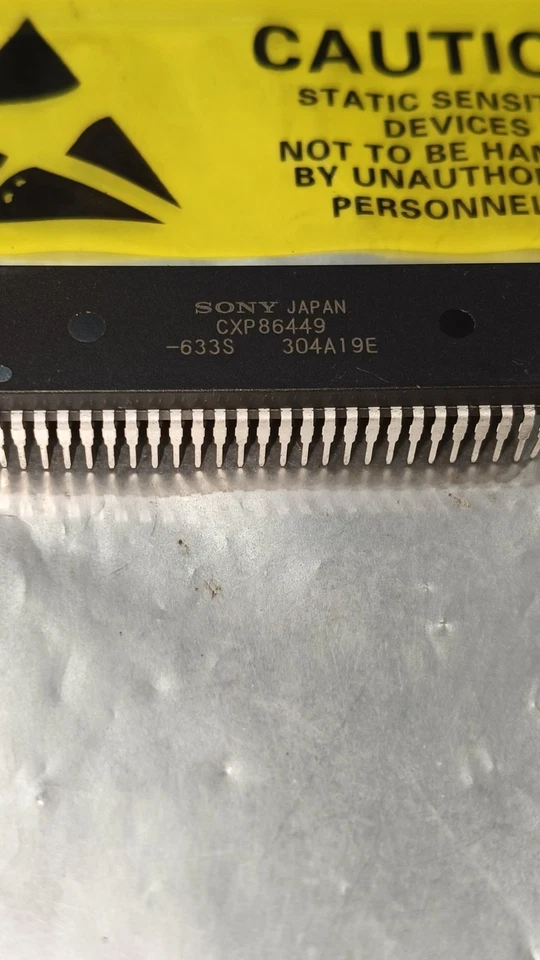 CAUTIO
STATIC SENSIT
DEVICES
NOT TO BE HAN
BY UNAUTHO
PERSONNEL
SONY JAPAN
CXP86449
-633S 304A19E